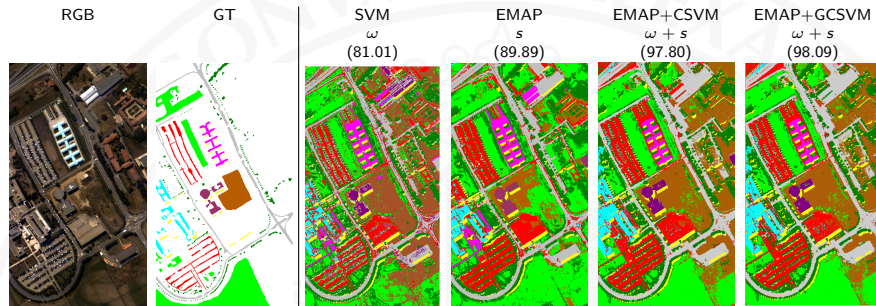 RGB
GT
SVM
ω
(81.01)
EMAP
s
(89.89)
EMAP+CSVM
ω + s
(97.80)
EMAP+GCSVM
ω + s
(98.09)